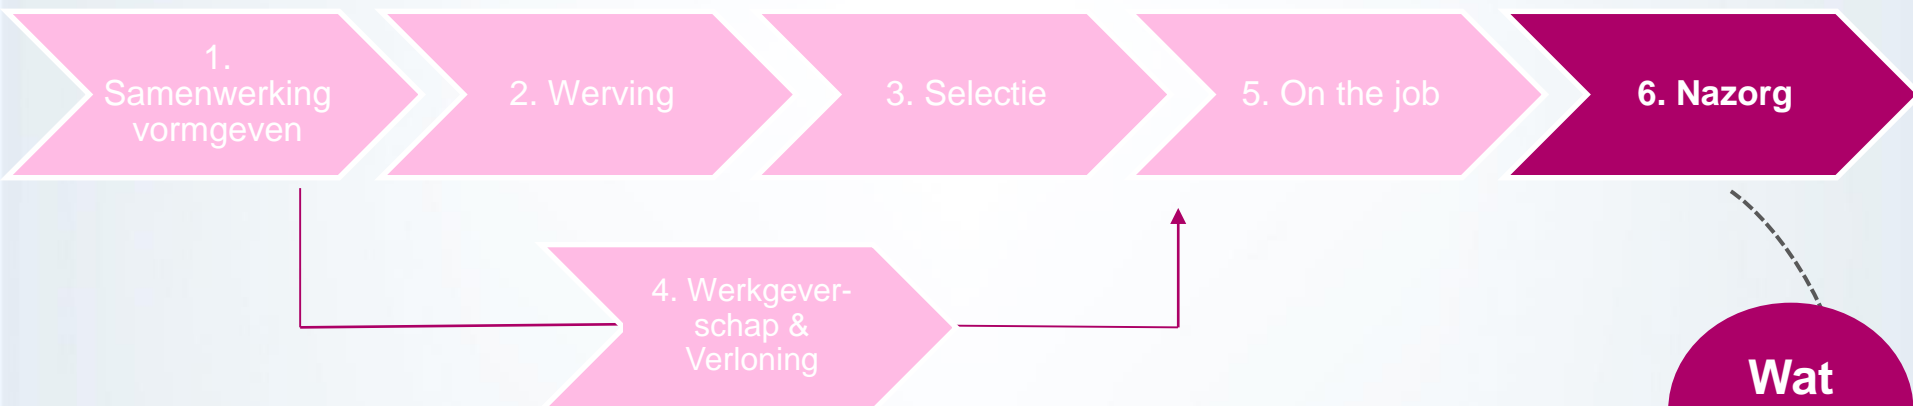 1.
Samenwerking
vormgeven
2. Werving
3. Selectie
5. On the job
6. Nazorg
4. Werkgever-
schap &
Verloning
Wat